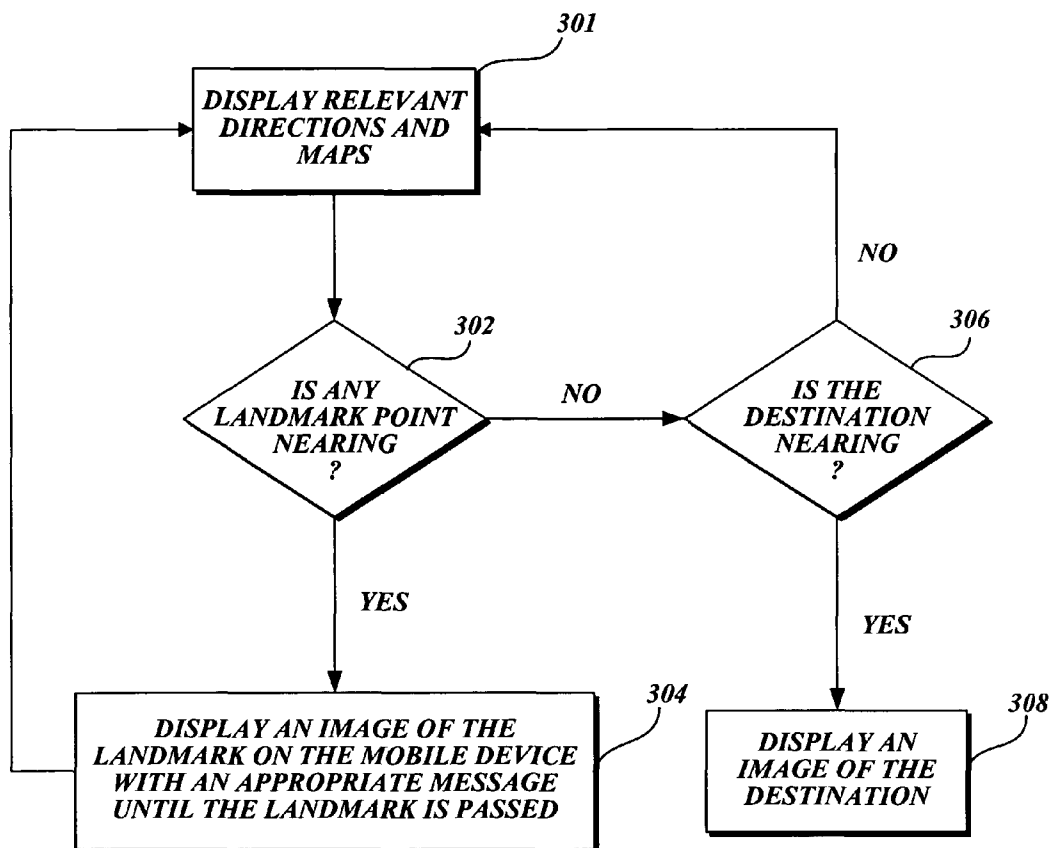 301
DISPLAY RELEVANT
DIRECTIONS AND
MAPS
NO
302
306
IS ANY
LANDMARK POINT
NEARING
?
NO
IS THE
DESTINATION
NEARING
?
YES
YES
304
308
DISPLAY AN IMAGE OF THE
LANDMARK ON THE MOBILE DEVICE
WITH AN APPROPRIATE MESSAGE
UNTIL THE LANDMARK IS PASSED
DISPLAY AN
IMAGE OF THE
DESTINATION